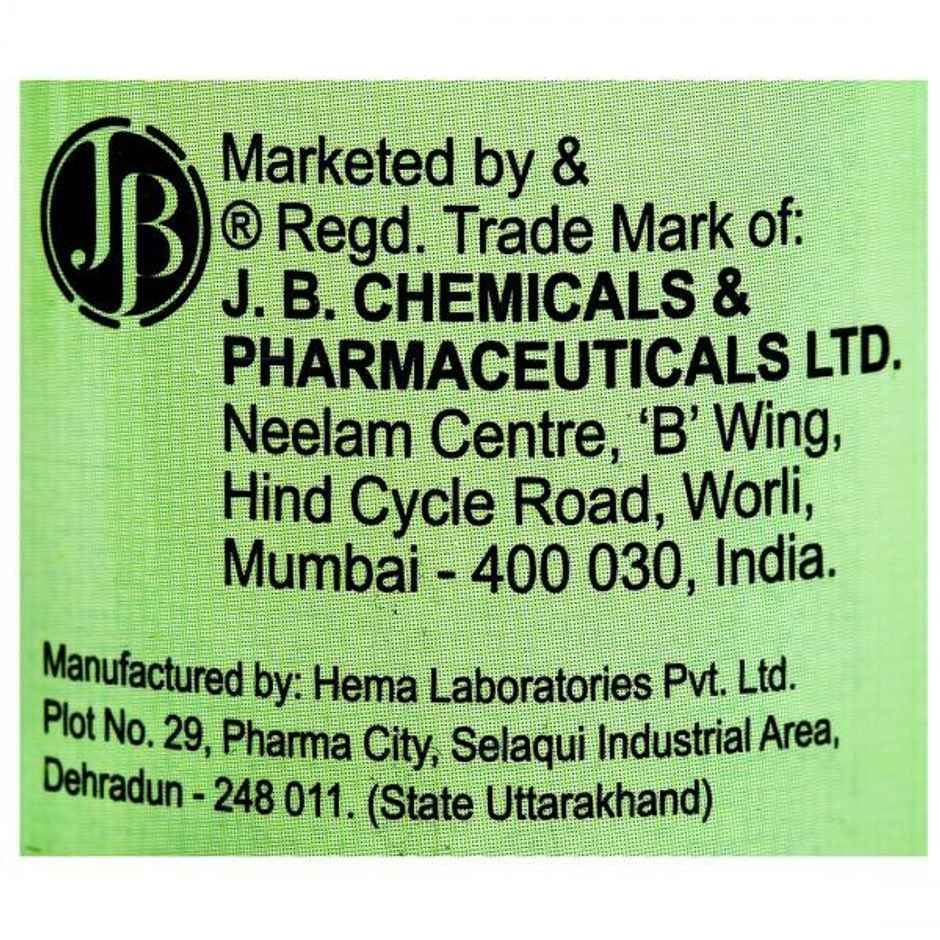 JB
Marketed by &
® Regd. Trade Mark of:
J. B. CHEMICALS &
PHARMACEUTICALS LTD.
Neelam Centre, ‘B’ Wing,
Hind Cycle Road, Worli,
Mumbai - 400 030, India.
Manufactured by: Hema Laboratories Pvt. Ltd.
Plot No. 29, Pharma City, Selaqui Industrial Area,
Dehradun - 248 011. (State Uttarakhand)